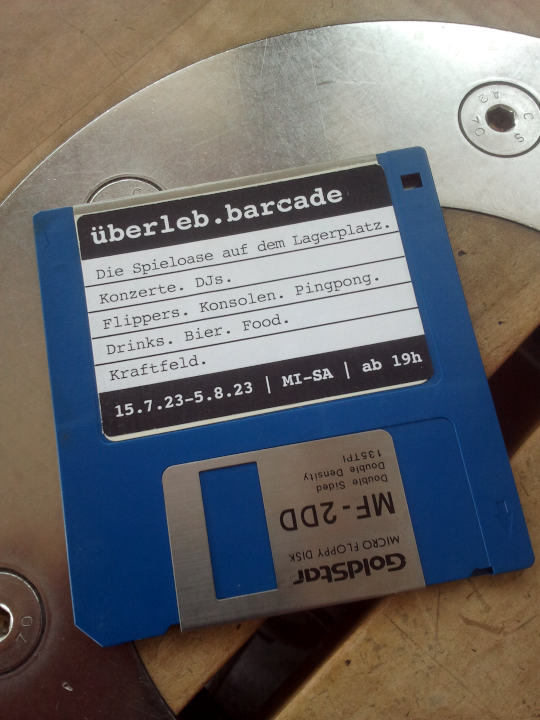 überleb.barcade
Die Spieloase auf dem Lagerplatz.
Konzerte. DJs.
Flippers. Konsolen. Pingpong.
Drinks. Bier. Food.
Kraftfeld.
15.7.23-5.8.23 | MI-SA | ab 19h
GoldStar
MICRO FLOPPY DISK
MF-2DD
Double Sided
Double Density
135TPI